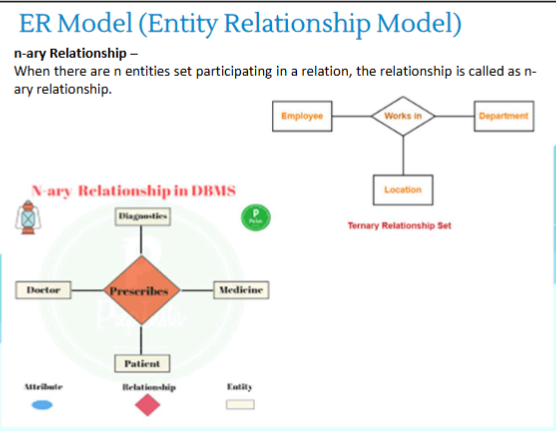 ER Model (Entity Relationship Model)
n-ary Relationship –
When there are n entities set participating in a relation, the relationship is called as n-
ary relationship.
Employee
Works in
Department
Location
Ternary Relationship Set
N-ary Relationship in DBMS
Diagnostics
P
Doctor
Prescribes
Medicine
Patient
Attribute
Relationship
Entity